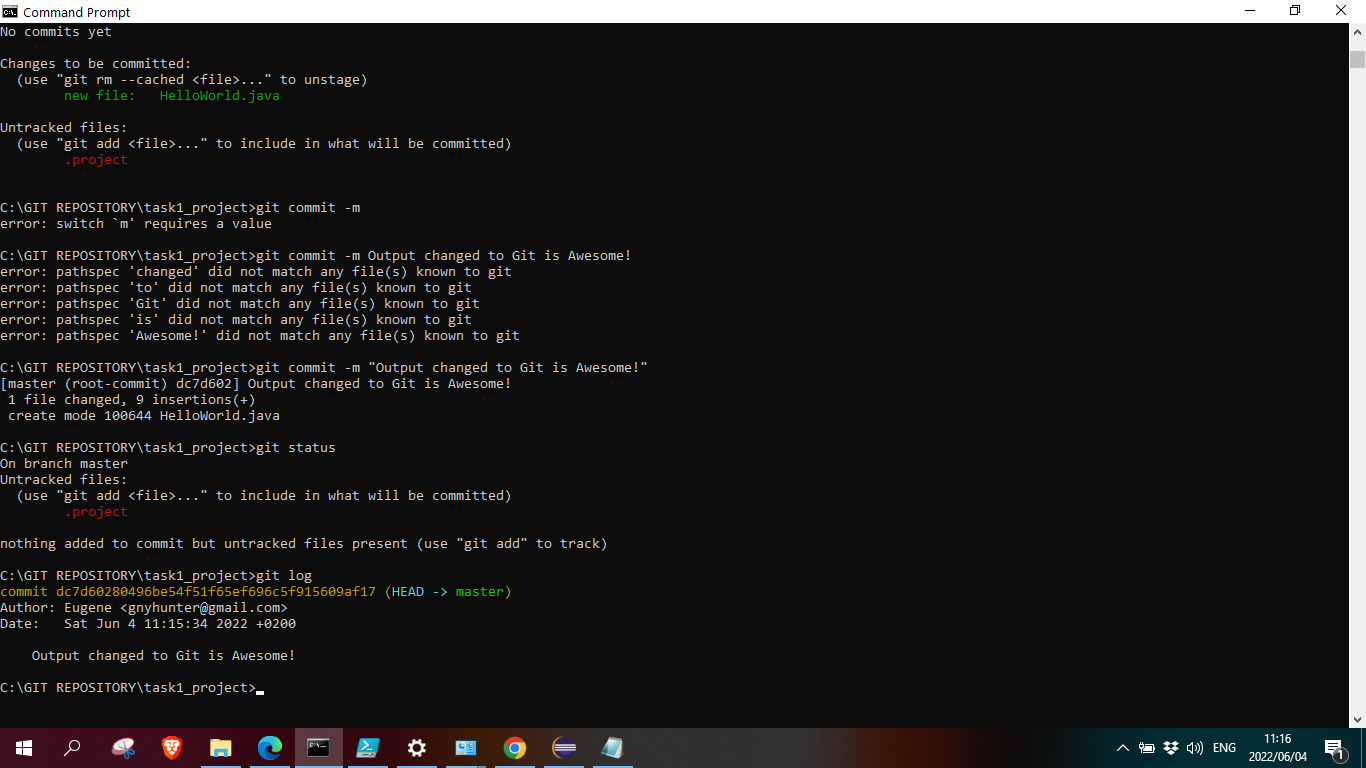 Command Prompt
No commits yet
Changes to be committed:
  (use "git rm --cached <file>..." to unstage)
        new file:   HelloWorld.java
Untracked files:
  (use "git add <file>..." to include in what will be committed)
        .project
C:\GIT REPOSITORY\task1_project>git commit -m
error: switch `m' requires a value
C:\GIT REPOSITORY\task1_project>git commit -m Output changed to Git is Awesome!
error: pathspec 'changed' did not match any file(s) known to git
error: pathspec 'to' did not match any file(s) known to git
error: pathspec 'Git' did not match any file(s) known to git
error: pathspec 'is' did not match any file(s) known to git
error: pathspec 'Awesome!' did not match any file(s) known to git
C:\GIT REPOSITORY\task1_project>git commit -m "Output changed to Git is Awesome!"
[master (root-commit) dc7d602] Output changed to Git is Awesome!
 1 file changed, 9 insertions(+)
 create mode 100644 HelloWorld.java
C:\GIT REPOSITORY\task1_project>git status
On branch master
Untracked files:
  (use "git add <file>..." to include in what will be committed)
        .project
nothing added to commit but untracked files present (use "git add" to track)
C:\GIT REPOSITORY\task1_project>git log
commit dc7d60280496be54f51f65ef696c5f915609af17 (HEAD -> master)
Author: Eugene <gnyhunter@gmail.com>
Date:   Sat Jun 4 11:15:34 2022 +0200
    Output changed to Git is Awesome!
C:\GIT REPOSITORY\task1_project>
ENG
11:16
2022/06/04
1